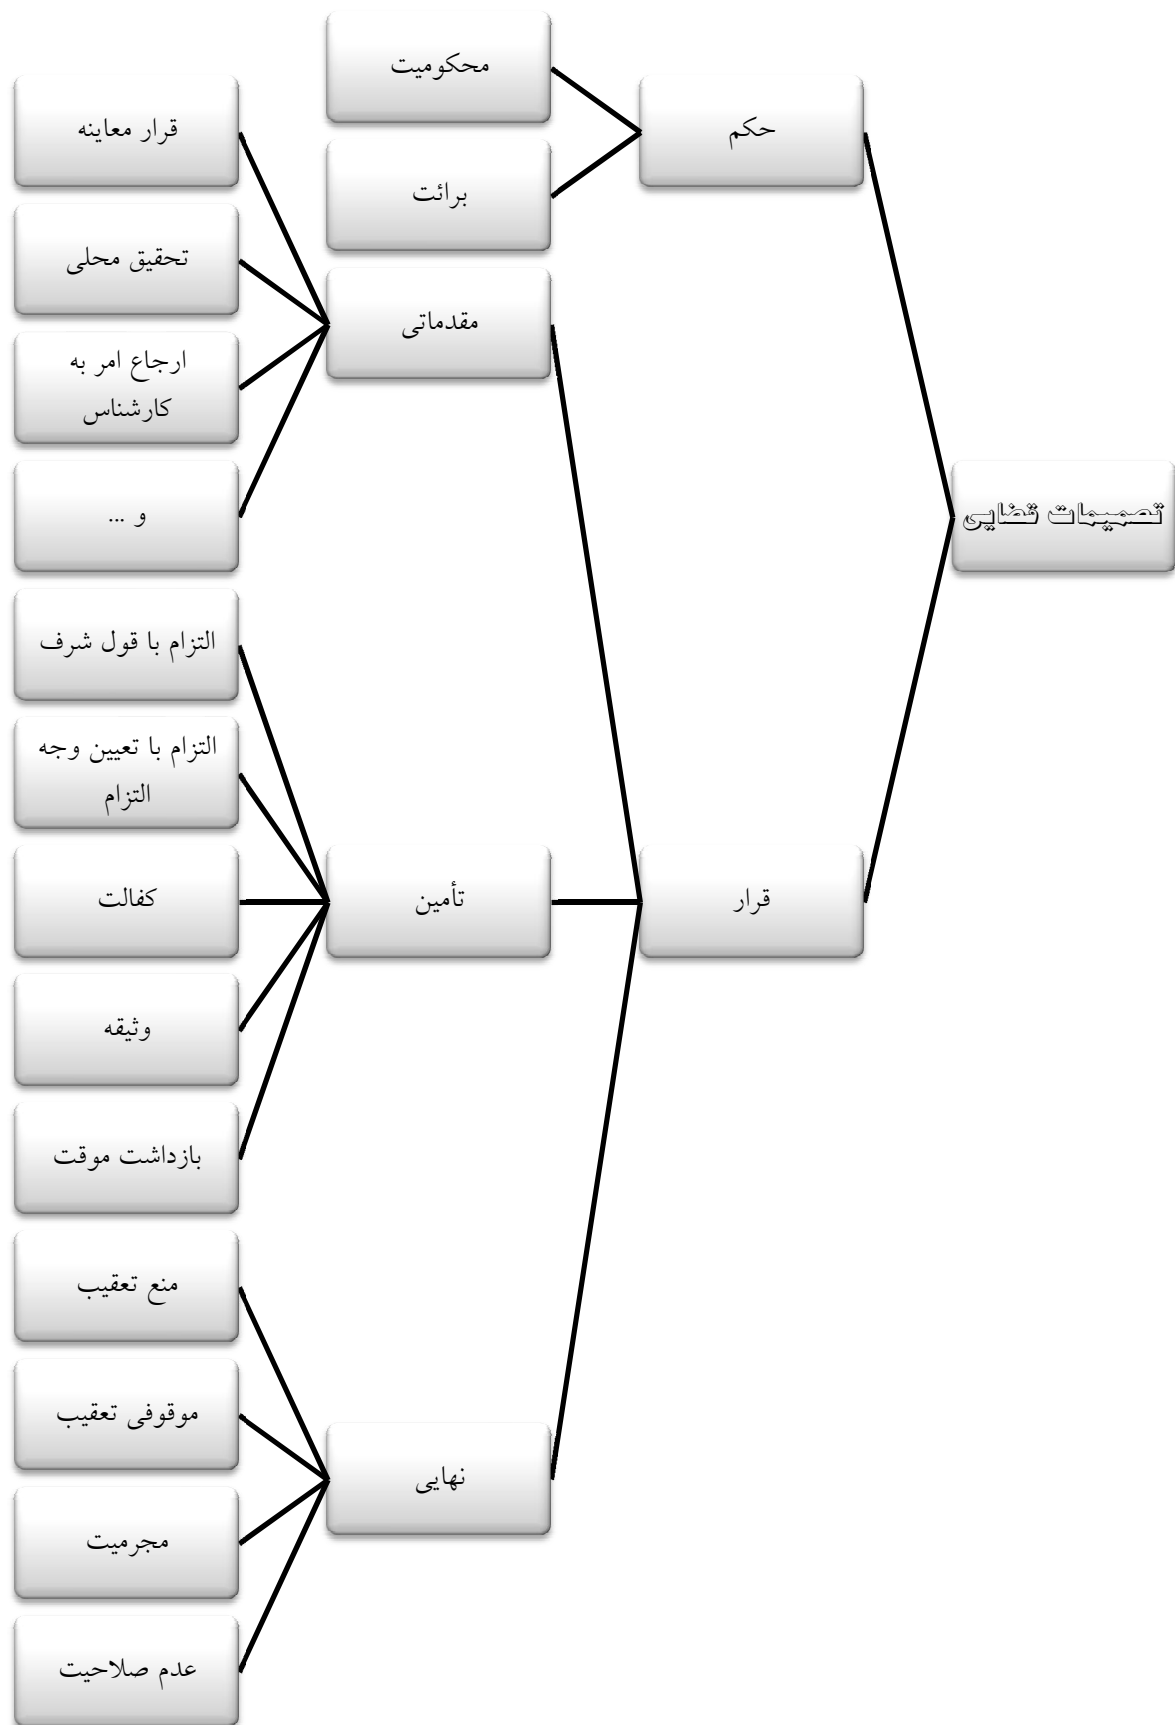 تصمیمات قضایی
حکم
محکومیت
برائت
قرار
مقدماتی
قرار معاینه
تحقیق محلی
ارجاع امر به
کارشناس
و ...
تأمین
التزام با قول شرف
التزام با تعیین وجه
التزام
کفالت
وثیقه
بازداشت موقت
نهایی
منع تعقیب
موقوفی تعقیب
مجرمیت
عدم صلاحیت